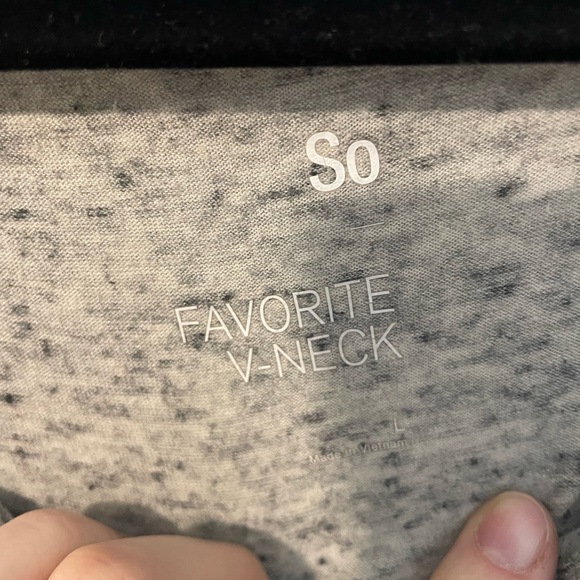 So
FAVORITE
V-NECK
L
Made in Vietnam